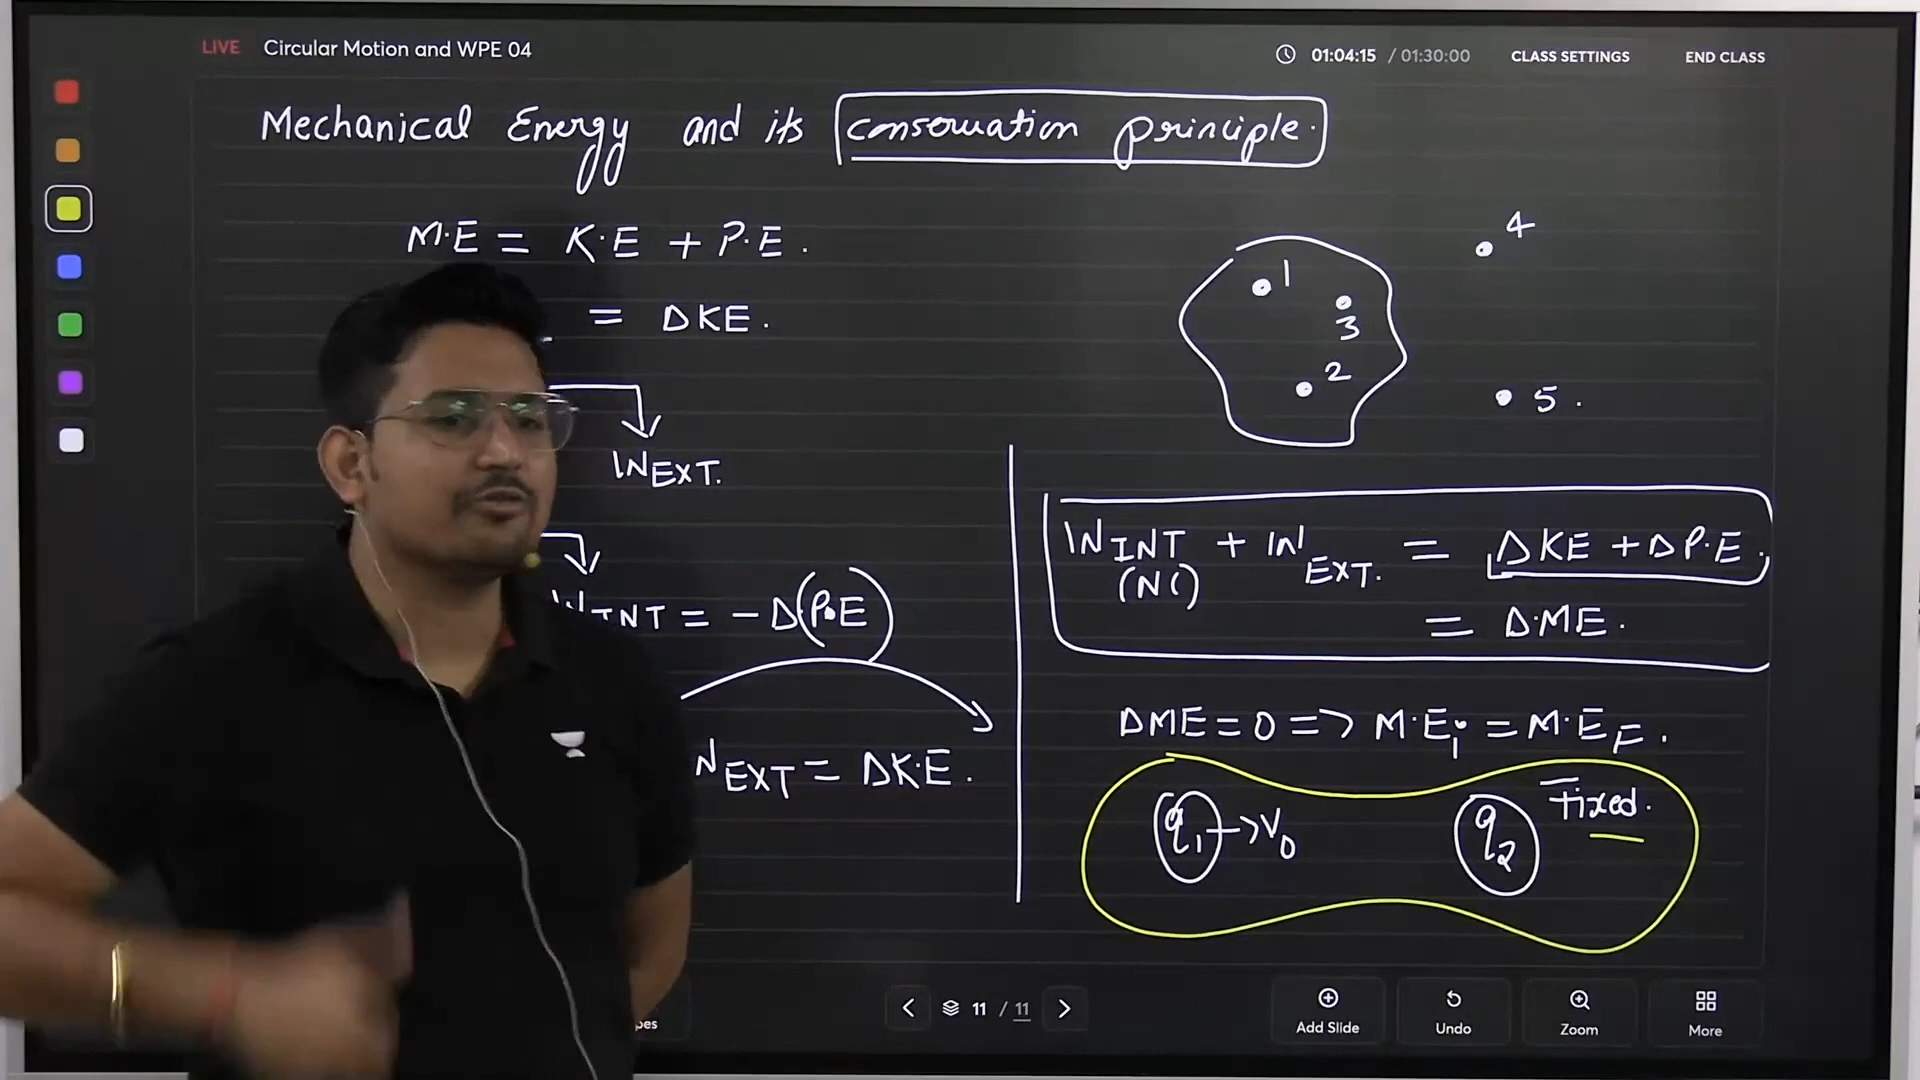 LIVE Circular Motion and WPE 04
01:04:15 / 01:30:00 CLASS SETTINGS END CLASS
Mechanical Energy and its conservation principle.
M.E = K.E + P.E.
= ΔKE.
WEXT.
INT = -Δ(P.E)
EXT = ΔK.E.
1
3
2
4
5.
WINT (NC) + WEXT. = ΔKE + ΔP.E.
= ΔME.
ΔME = 0 => M.Ei = M.EF.
q1 → V0
q2 Fixed.
11 / 11
Add Slide Undo Zoom More